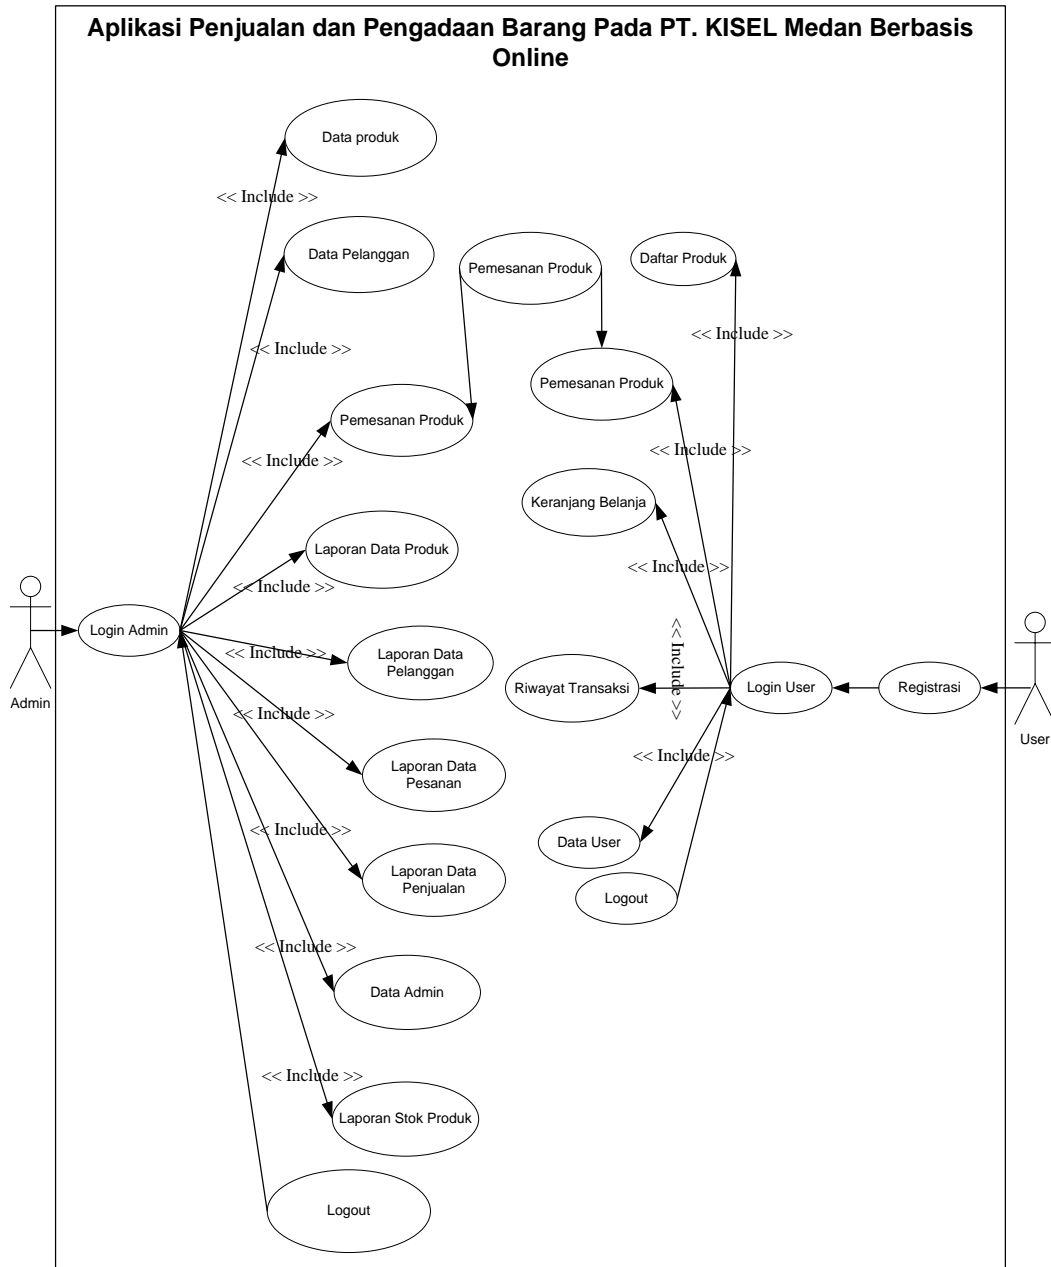 Aplikasi Penjualan dan Pengadaan Barang Pada PT. KISEL Medan Berbasis
Online
Data produk
<< Include >>
Data Pelanggan
Pemesanan Produk
Daftar Produk
<< Include >>
<< Include >>
Pemesanan Produk
Pemesanan Produk
<< Include >>
<< Include >>
Keranjang Belanja
Laporan Data Produk
<< Include >>
<< Include >>
Login Admin
Admin
<< Include >>
Laporan Data
Pelanggan
<< Include >>
Riwayat Transaksi
Login User
Registrasi
User
<< Include >>
<< Include >>
Laporan Data
Pesanan
<< Include >>
Data User
Laporan Data
Penjualan
Logout
<< Include >>
Data Admin
<< Include >>
Laporan Stok Produk
Logout